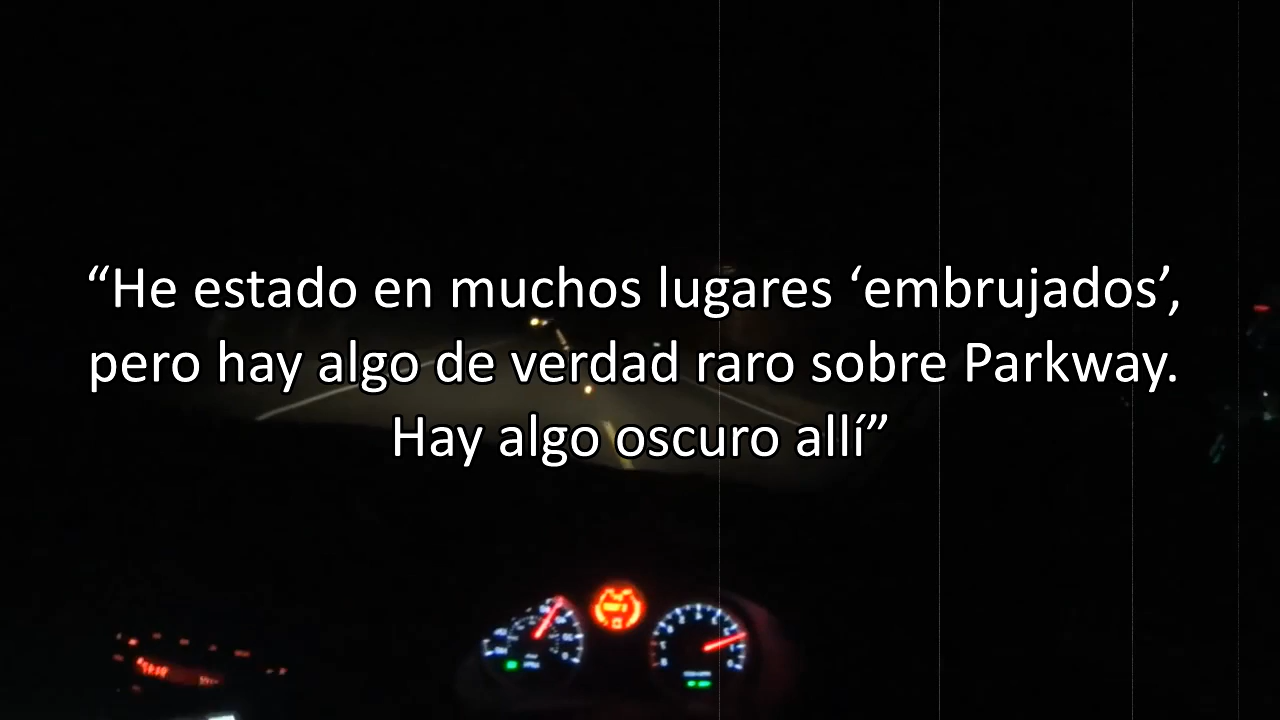 “He estado en muchos lugares ‘embrujados’,
pero hay algo de verdad raro sobre Parkway.
Hay algo oscuro allí”